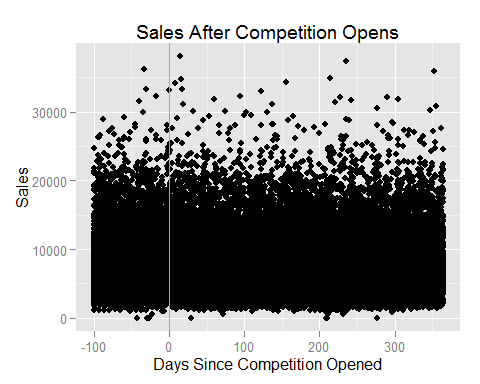 Sales After Competition Opens
Sales
30000
20000
10000
0
-100 0 100 200 300
Days Since Competition Opened